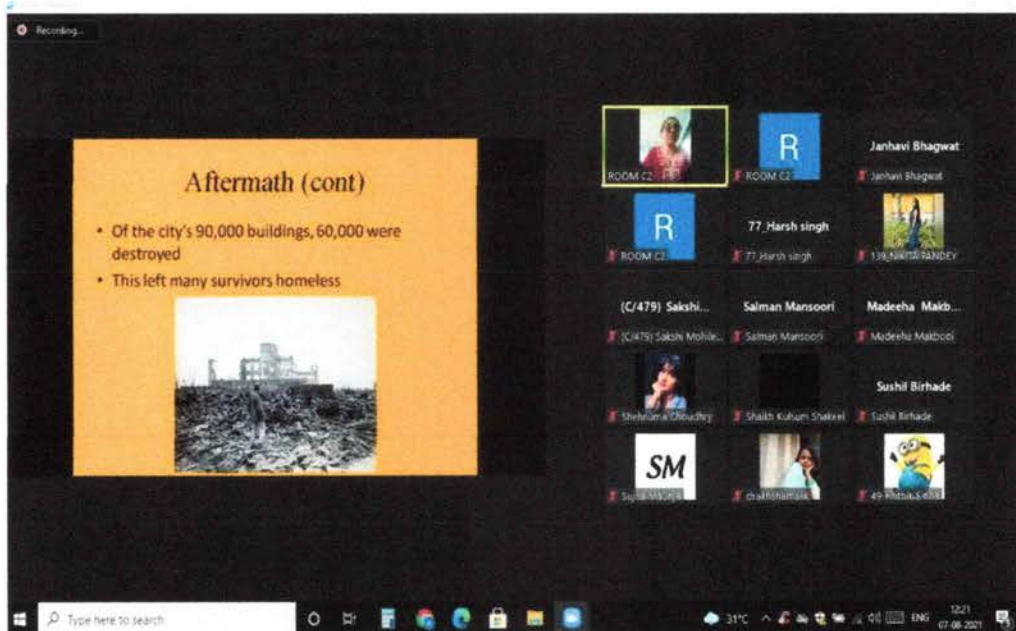 Recording...
Aftermath (cont)
• Of the city's 90,000 buildings, 60,000 were
destroyed
• This left many survivors homeless
ROOM C2
R
ROOM C2
Janhavi Bhagwat
Janhavi Bhagwat
R
ROOM C2
77_Harsh singh
77_Harsh singh
139_NIKITA PANDEY
(C/479) Sakshi...
(C/479) Sakshi Mohile...
Salman Mansoori
Salman Mansoori
Madeeha Makb...
Madeeha Makbool
Shehnuma Choudhry
Shaikh Kulsum Shakeel
Sushil Birhade
Sushil Birhade
SM
Type here to search
31°C
ENG
12:21
07-08-2021